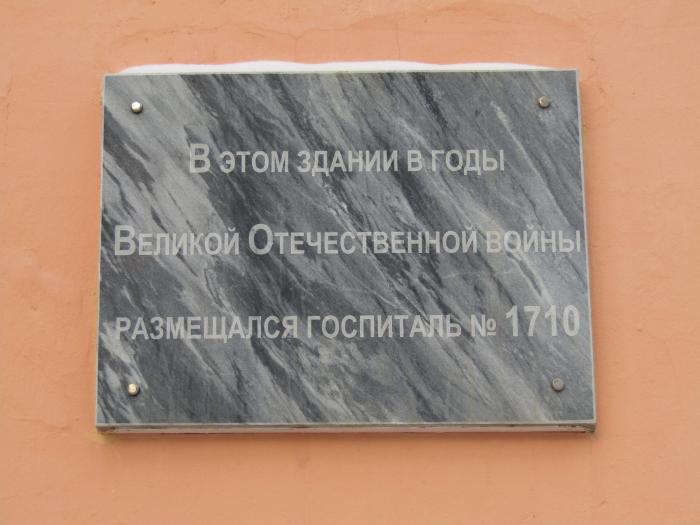 В ЭТОМ ЗДАНИИ В ГОДЫ
ВЕЛИКОЙ ОТЕЧЕСТВЕННОЙ ВОЙНЫ
РАЗМЕЩАЛСЯ ГОСПИТАЛЬ № 1710